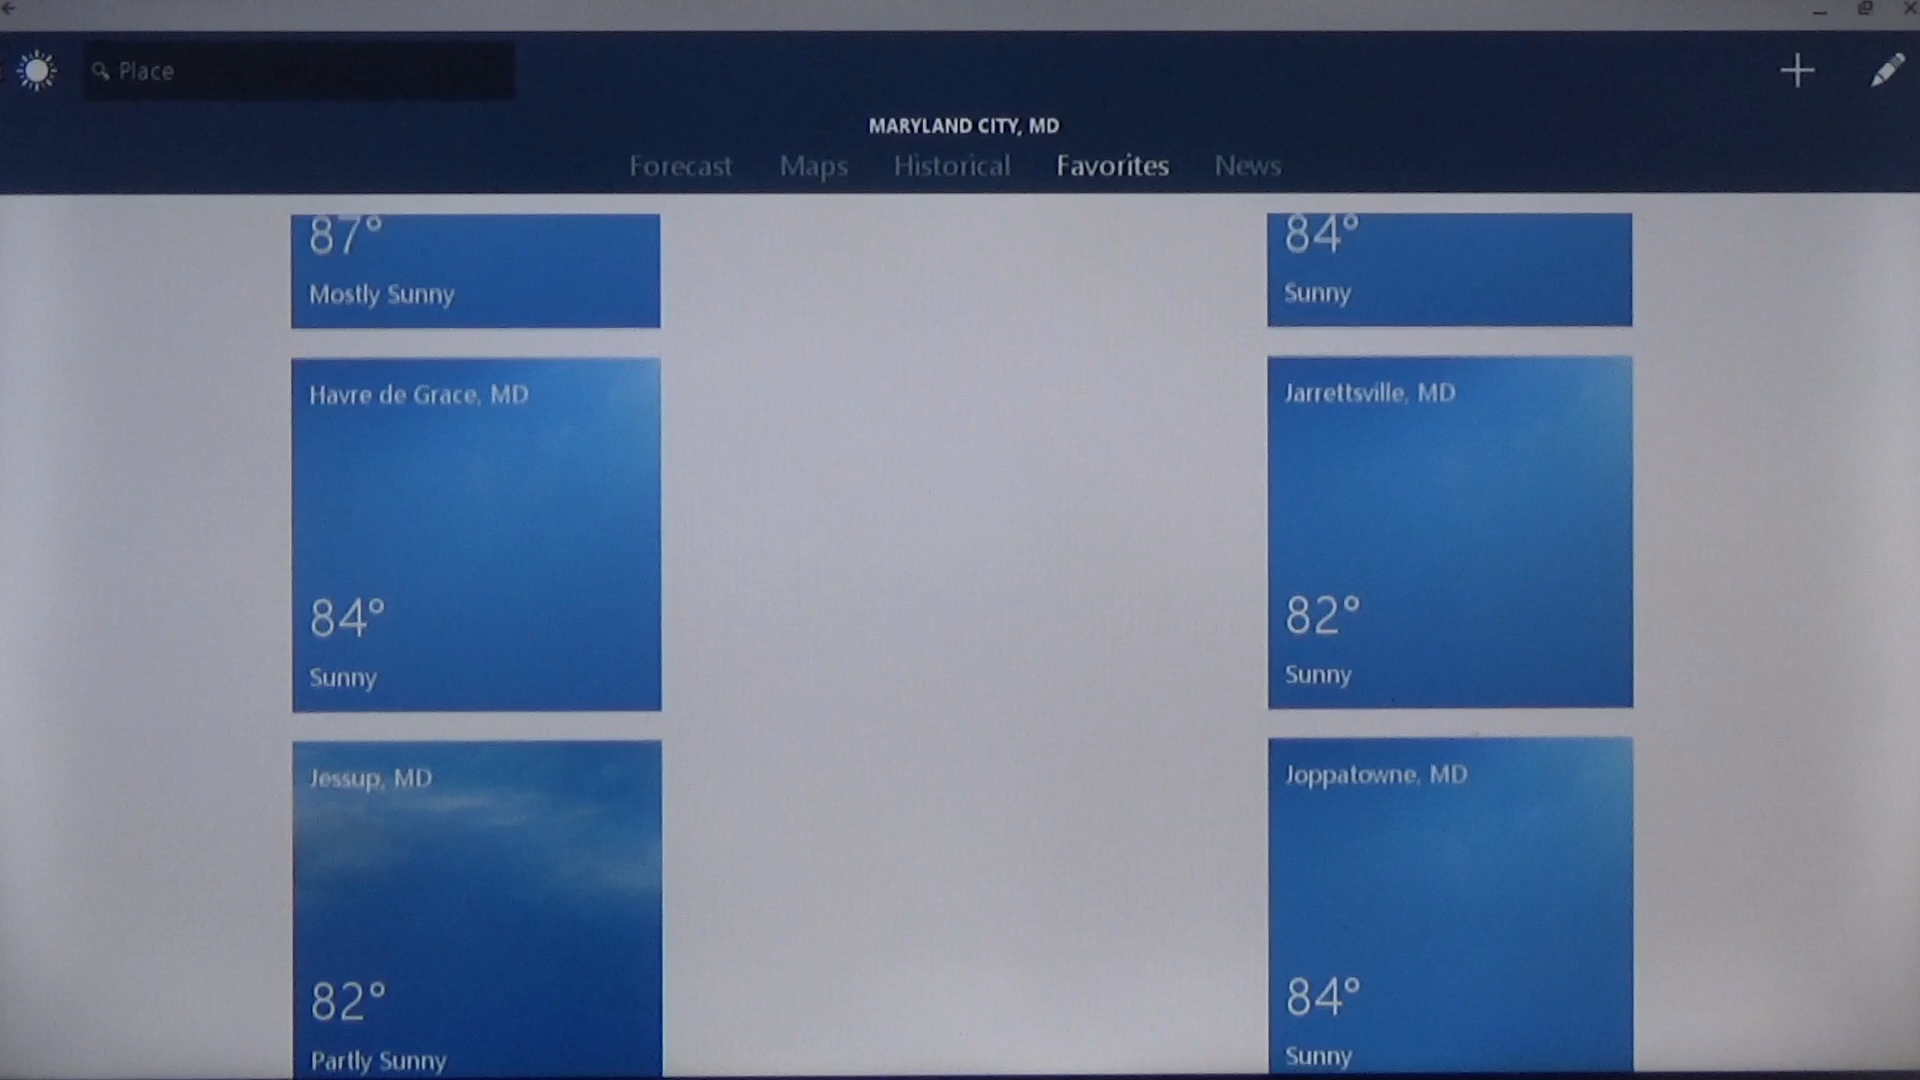 Place
MARYLAND CITY, MD
Forecast Maps Historical Favorites News
87°
Mostly Sunny
84°
Sunny
Havre de Grace, MD
84°
Sunny
Jarrettsville, MD
82°
Sunny
Jessup, MD
82°
Partly Sunny
Joppatowne, MD
84°
Sunny